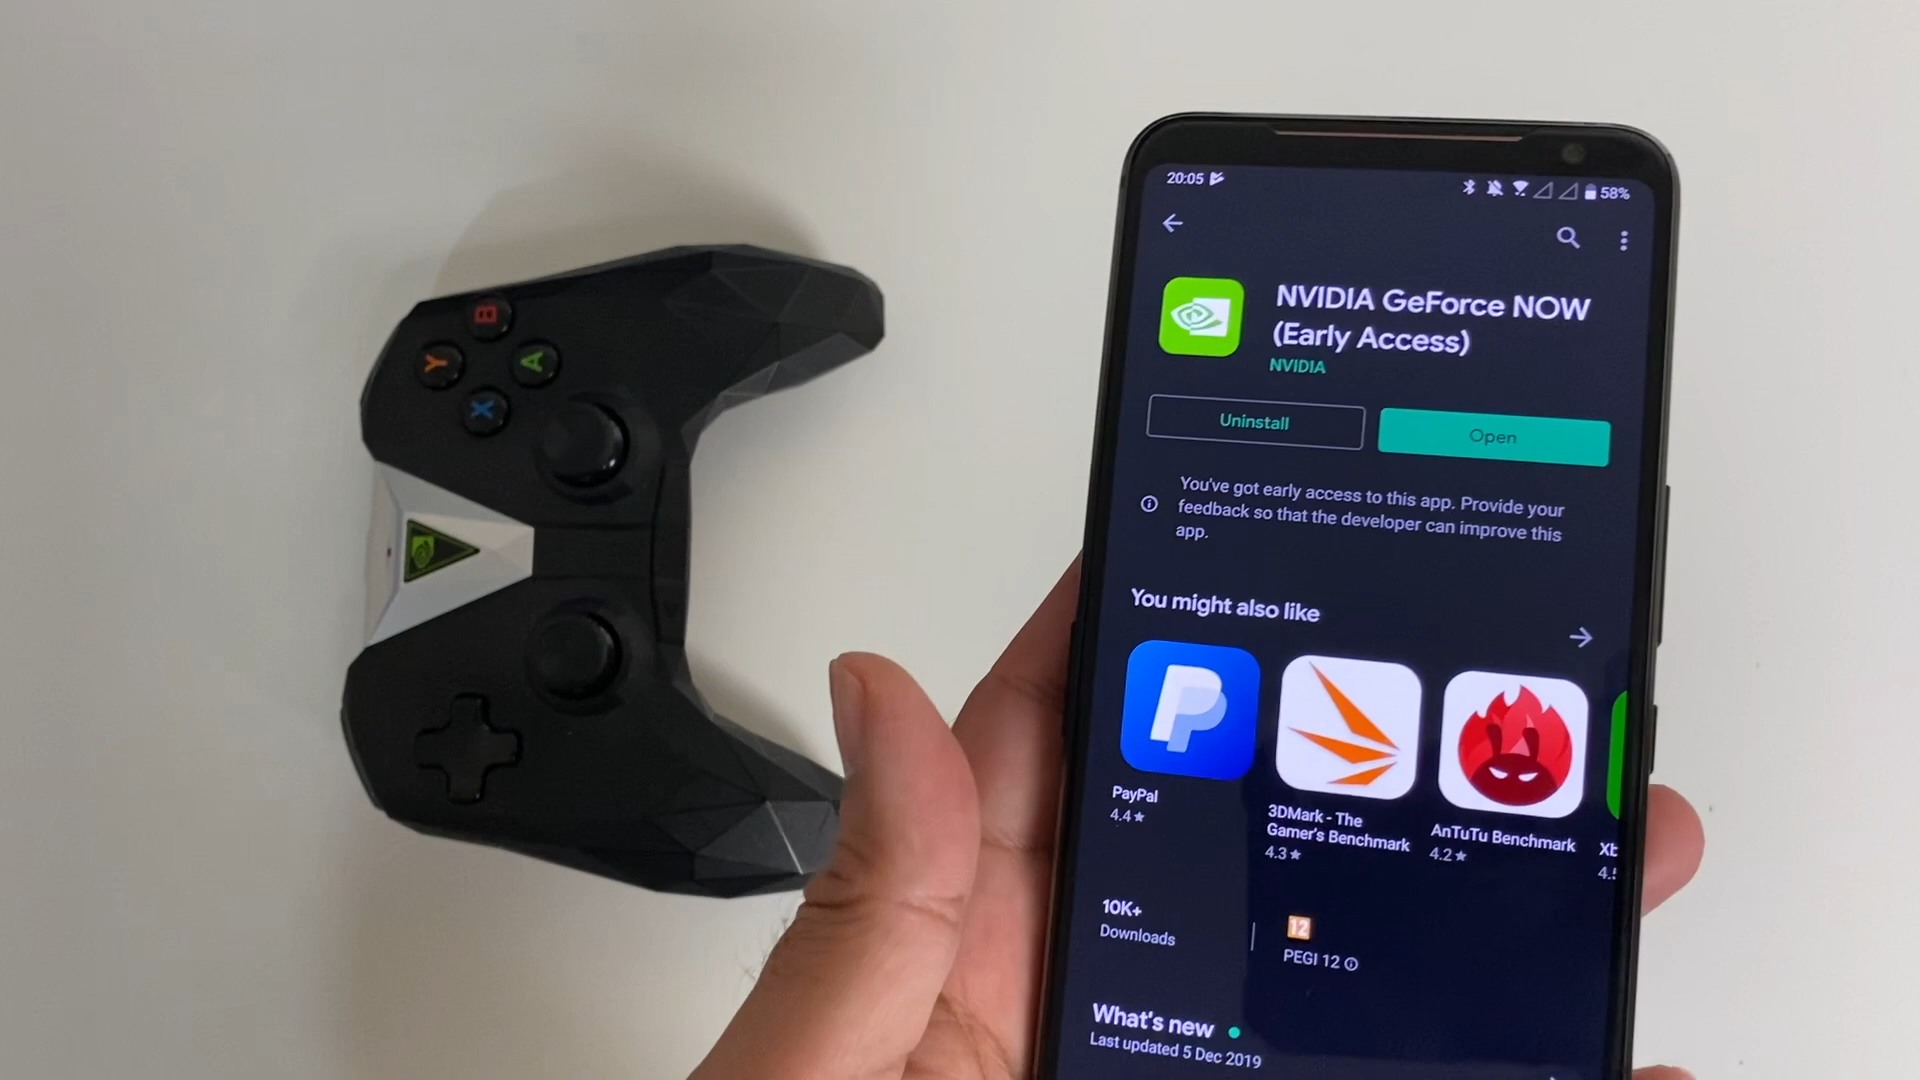 B
Y
A
X
20:05
58%
NVIDIA GeForce NOW
(Early Access)
NVIDIA
Uninstall
Open
You've got early access to this app. Provide your
feedback so that the developer can improve this
app.
You might also like
PayPal
4.4★
3DMark - The
Gamer's Benchmark
4.3★
AnTuTu Benchmark
4.2★
Xb
4.5
10K+
Downloads
12
PEGI 12
What's new
Last updated 5 Dec 2019